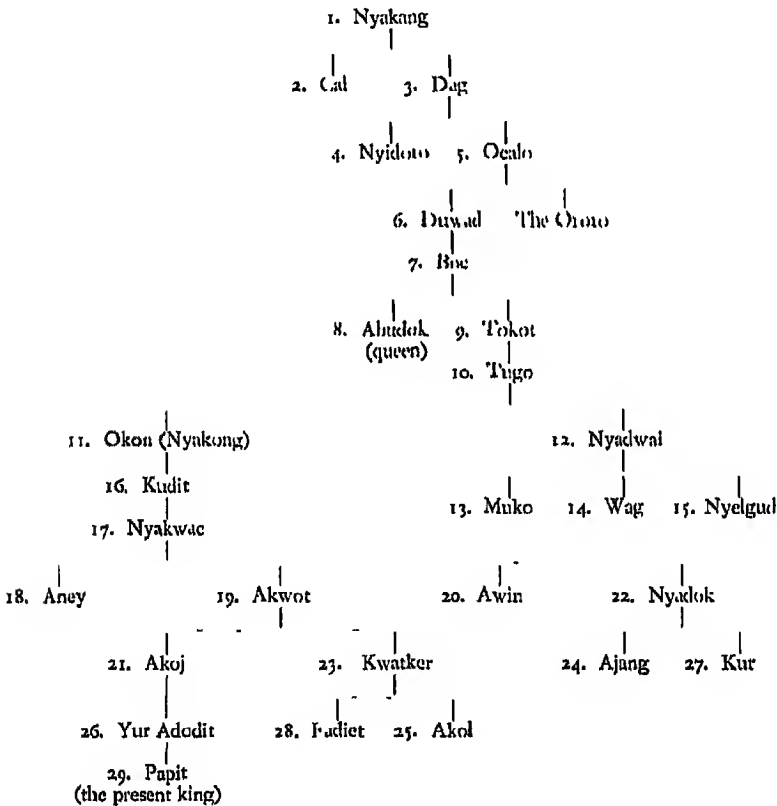 1. Nyakang
2. Cal 3. Dag
4. Nyidoro 5. Ocalo
6. Duwad The Ororo
7. Boc
8. Abudok 9. Tokot
(queen)
10. Tugo
11. Okon (Nyakong) 12. Nyadwai
16. Kudit
13. Muko 14. Wag 15. Nyelgud
17. Nyakwac
18. Aney 19. Akwot 20. Awin 22. Nyadok
21. Akoj 23. Kwatker 24. Ajang 27. Kur
26. Yur Adodit 28. Fadiet 25. Akol
29. Papit
(the present king)